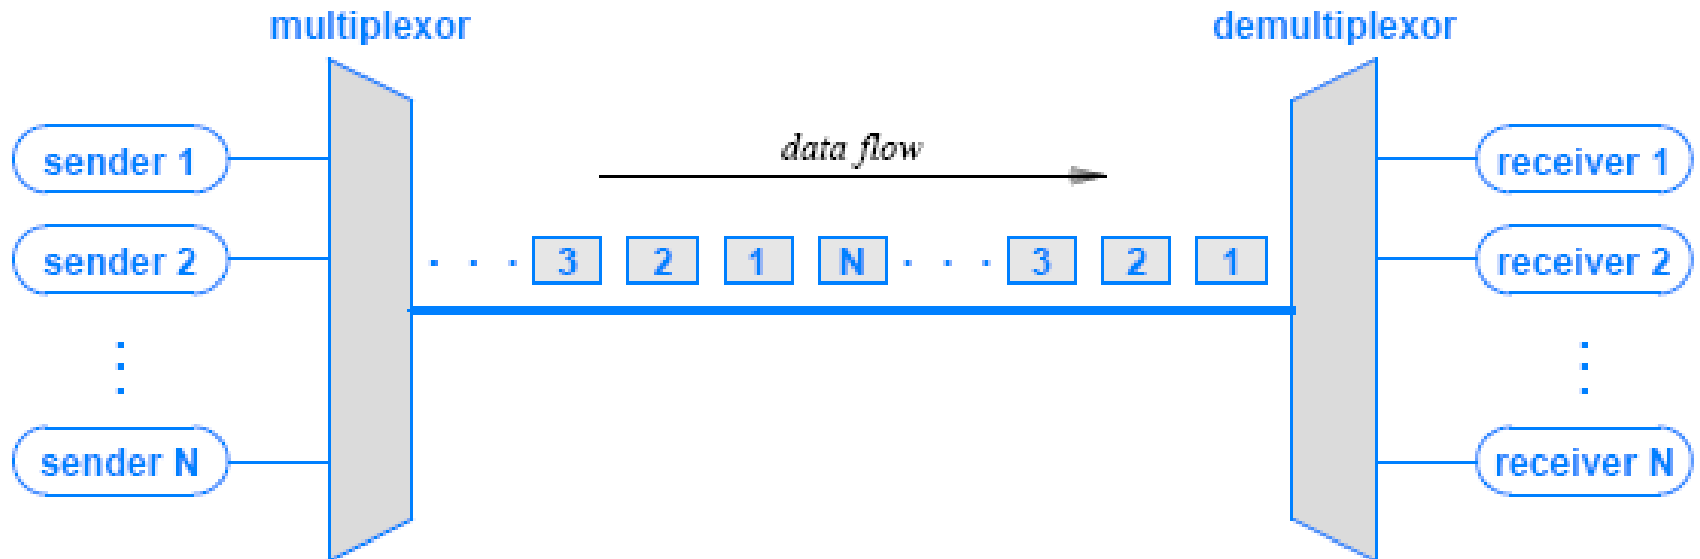 multiplexor
demultiplexor
data flow
sender 1
receiver 1
sender 2
. . . 3 2 1 N . . . 3 2 1
receiver 2
sender N
receiver N